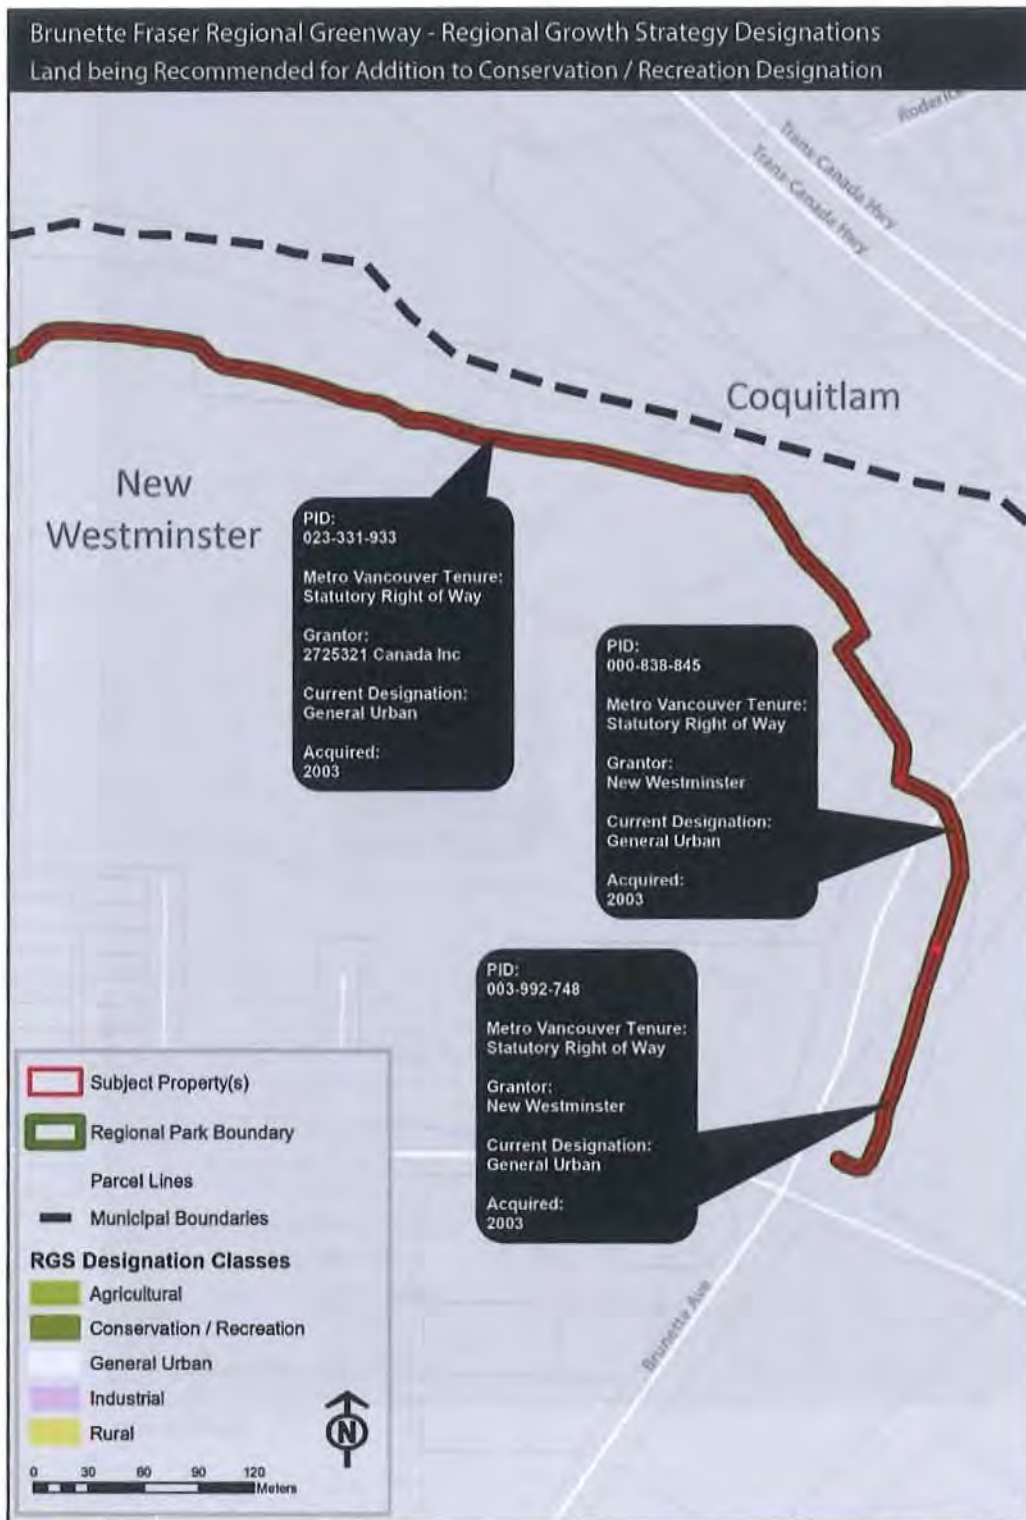 Brunette Fraser Regional Greenway - Regional Growth Strategy Designations
Land being Recommended for Addition to Conservation / Recreation Designation
Trans-Canada Hwy
Trans-Canada Hwy
Coquitlam
New
Westminster
PID:
023-331-933
Metro Vancouver Tenure:
Statutory Right of Way
Grantor:
2725321 Canada Inc
Current Designation:
General Urban
Acquired:
2003
PID:
000-838-845
Metro Vancouver Tenure:
Statutory Right of Way
Grantor:
New Westminster
Current Designation:
General Urban
Acquired:
2003
PID:
003-992-748
Metro Vancouver Tenure:
Statutory Right of Way
Grantor:
New Westminster
Current Designation:
General Urban
Acquired:
2003
Brunette Ave
Subject Property(s)
Regional Park Boundary
Parcel Lines
Municipal Boundaries
RGS Designation Classes
Agricultural
Conservation / Recreation
General Urban
Industrial
Rural
N
0 30 60 90 120
Meters